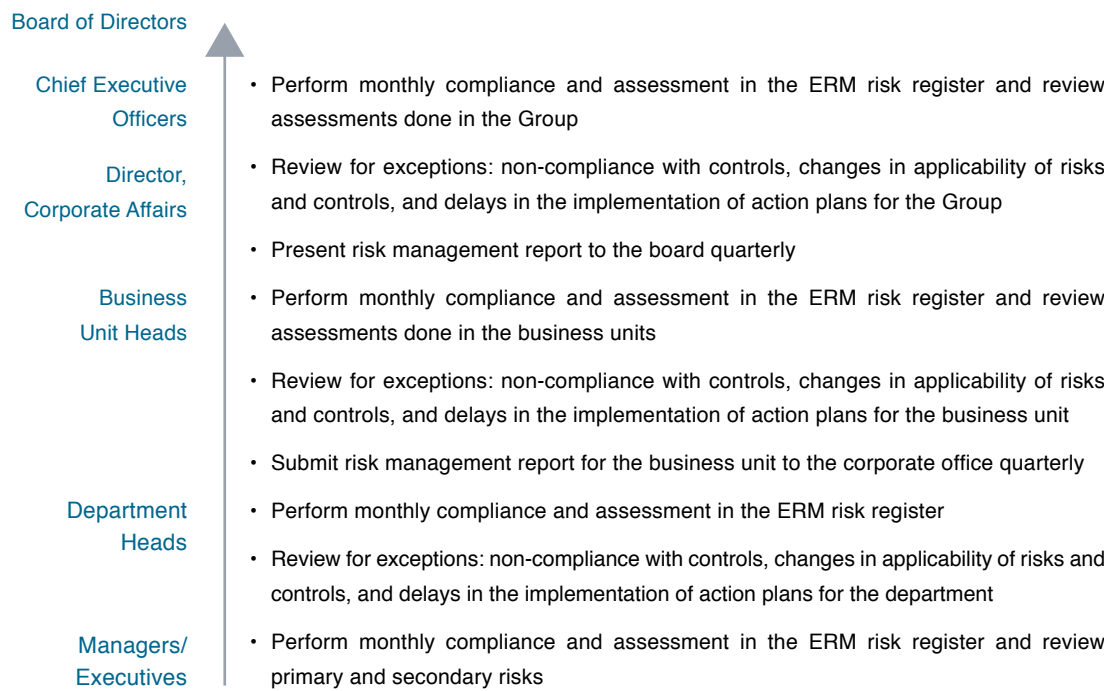 Board of Directors
Chief Executive
Officers
• Perform monthly compliance and assessment in the ERM risk register and review
assessments done in the Group
Director,
Corporate Affairs
• Review for exceptions: non-compliance with controls, changes in applicability of risks
and controls, and delays in the implementation of action plans for the Group
• Present risk management report to the board quarterly
Business
Unit Heads
• Perform monthly compliance and assessment in the ERM risk register and review
assessments done in the business units
• Review for exceptions: non-compliance with controls, changes in applicability of risks
and controls, and delays in the implementation of action plans for the business unit
• Submit risk management report for the business unit to the corporate office quarterly
Department
Heads
• Perform monthly compliance and assessment in the ERM risk register
• Review for exceptions: non-compliance with controls, changes in applicability of risks and
controls, and delays in the implementation of action plans for the department
Managers/
Executives
• Perform monthly compliance and assessment in the ERM risk register and review
primary and secondary risks